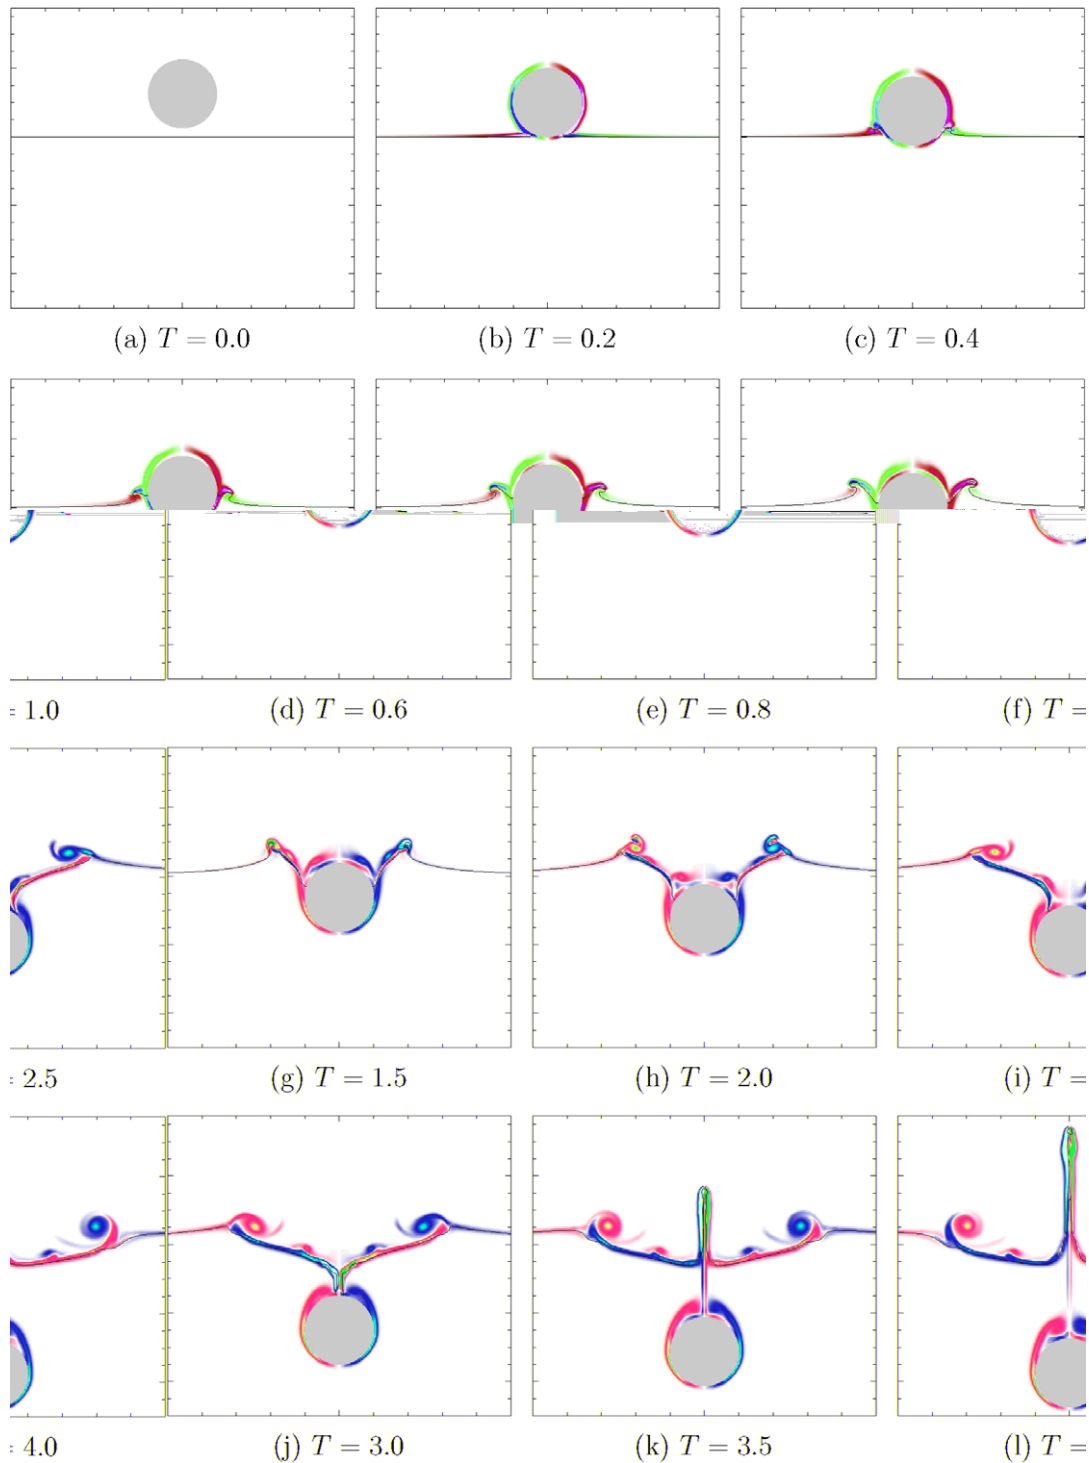 (a) T = 0.0 (b) T = 0.2 (c) T = 0.4
= 1.0 (d) T = 0.6 (e) T = 0.8 (f) T =
= 2.5 (g) T = 1.5 (h) T = 2.0 (i) T =
= 4.0 (j) T = 3.0 (k) T = 3.5 (l) T =